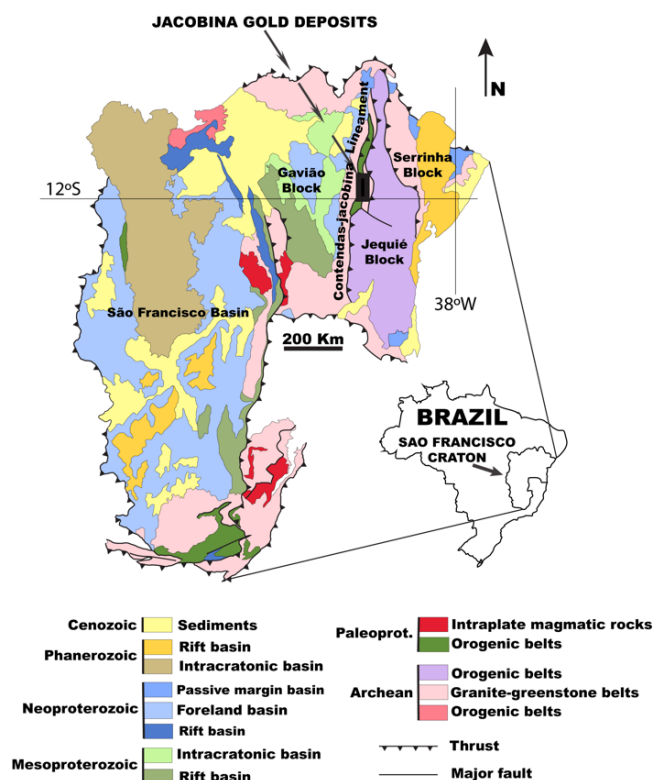 JACOBINA GOLD DEPOSITS
N
Contendas-jacobina Lineament
Serrinha
Block
Gavião
Block
12ºS
Jequié
Block
38ºW
São Francisco Basin
200 Km
BRAZIL
SAO FRANCISCO
CRATON
Cenozoic
Sediments
Phanerozoic
Rift basin
Intracratonic basin
Neoproterozoic
Passive margin basin
Foreland basin
Rift basin
Mesoproterozoic
Intracratonic basin
Rift basin
Paleoprot.
Intraplate magmatic rocks
Orogenic belts
Archean
Orogenic belts
Granite-greenstone belts
Orogenic belts
Thrust
Major fault